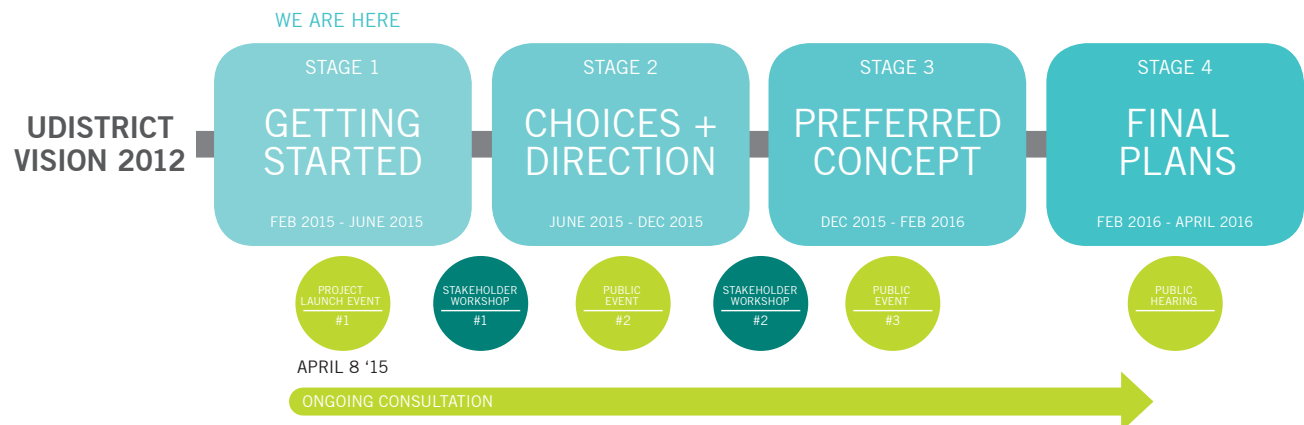 WE ARE HERE
UDISTRICT
VISION 2012
STAGE 1
GETTING
STARTED
FEB 2015 - JUNE 2015
STAGE 2
CHOICES +
DIRECTION
JUNE 2015 - DEC 2015
STAGE 3
PREFERRED
CONCEPT
DEC 2015 - FEB 2016
STAGE 4
FINAL
PLANS
FEB 2016 - APRIL 2016
PROJECT
LAUNCH EVENT
#1
STAKEHOLDER
WORKSHOP
#1
PUBLIC
EVENT
#2
STAKEHOLDER
WORKSHOP
#2
PUBLIC
EVENT
#3
PUBLIC
HEARING
APRIL 8 ‘15
ONGOING CONSULTATION